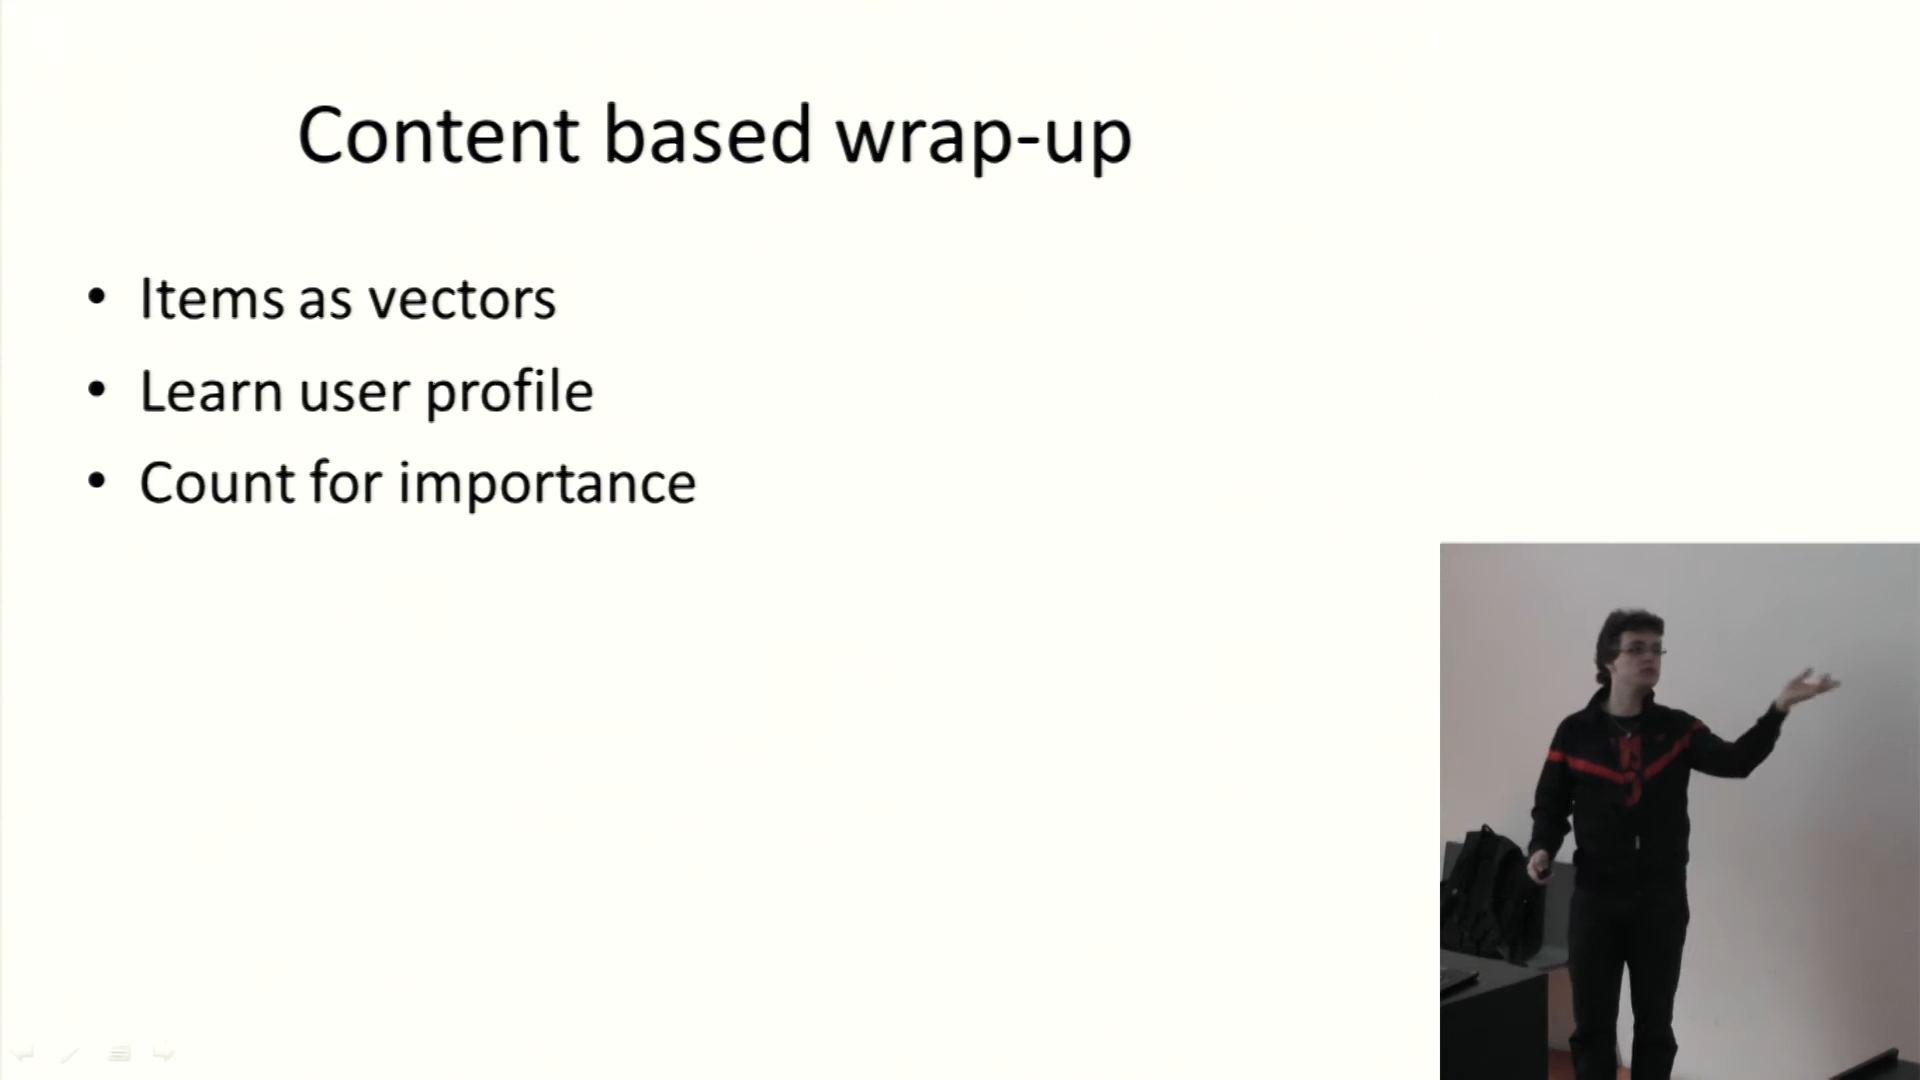 Content based wrap-up
• Items as vectors
• Learn user profile
• Count for importance